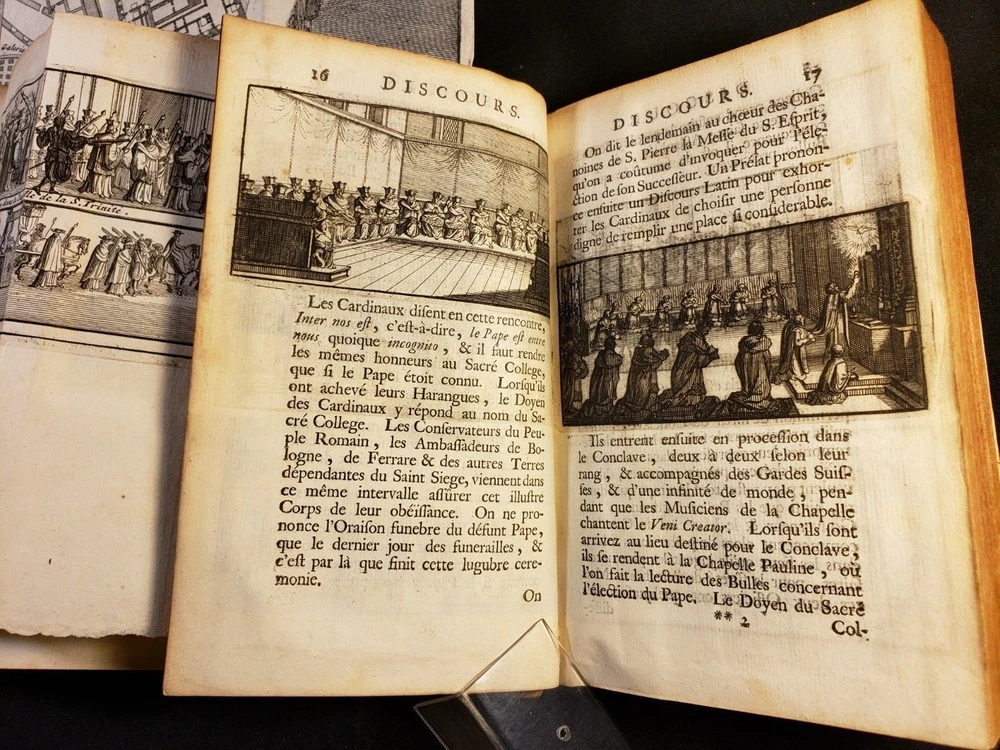 Galerie
le de la S. Trinité.
16 DISCOURS.
Les Cardinaux diſent en cette rencontre,
Inter nos eſt, c'eſt-à-dire, le Pape eſt entre
nous quoique incognito, & il faut rendre
les mêmes honneurs au Sacré College,
que ſi le Pape étoit connu. Lorſqu'ils
ont achevé leurs Harangues, le Doyen
des Cardinaux y répond au nom du Sa-
cré College. Les Conſervateurs du Peu-
ple Romain, les Ambaſſadeurs de Bo-
logne, de Ferrare & des autres Terres
dépendantes du Saint Siege, viennent dans
ce même intervalle aſſûrer cet illuſtre
Corps de leur obéïſſance. On ne pro-
nonce l'Oraiſon funebre du défunt Pape,
que le dernier jour des funerailles, &
c'eſt par là que finit cette lugubre cere-
monie.
On
DISCOURS. 17
On dit le lendemain au chœur des Cha-
noines de S. Pierre la Meſſe du S. Eſprit,
qu'on a coûtume d'invoquer pour l'éle-
ction de ſon Succeſſeur. Un Prélat pronon-
ce enſuite un Diſcours Latin pour exhor-
ter les Cardinaux de choiſir une perſonne
digne de remplir une place ſi conſiderable.
Ils entrent enſuite en proceſſion dans
le Conclave, deux à deux ſelon leur
rang, & accompagnés des Gardes Suiſ-
ſes, & d'une infinité de monde, pen-
dant que les Muſiciens de la Chapelle
chantent le Veni Creator. Lorſqu'ils ſont
arrivez au lieu deſtiné pour le Conclave,
ils ſe rendent à la Chapelle Pauline, où
l'on fait la lecture des Bulles concernant
l'élection du Pape. Le Doyen du Sacré
** 2 Col-